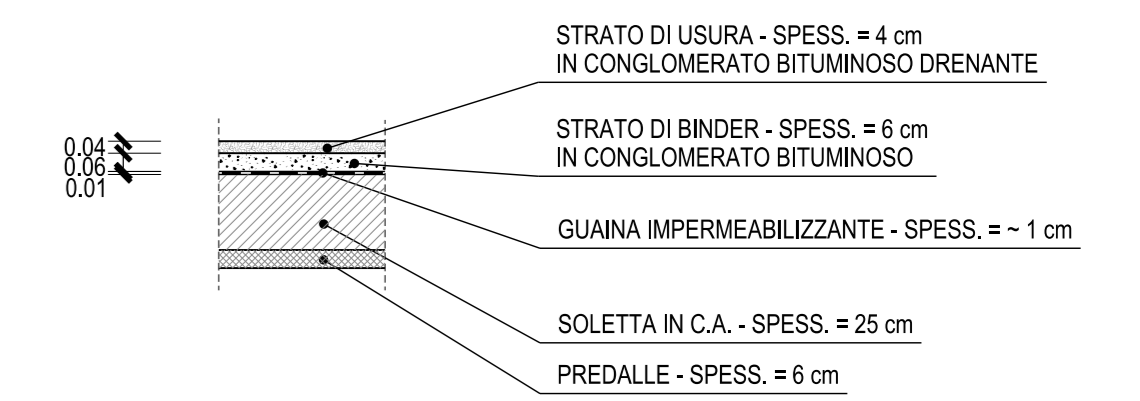 STRATO DI USURA - SPESS. = 4 cm
IN CONGLOMERATO BITUMINOSO DRENANTE
STRATO DI BINDER - SPESS. = 6 cm
IN CONGLOMERATO BITUMINOSO
0.04
0.06
0.01
GUAINA IMPERMEABILIZZANTE - SPESS. = ~ 1 cm
SOLETTA IN C.A. - SPESS. = 25 cm
PREDALLE - SPESS. = 6 cm